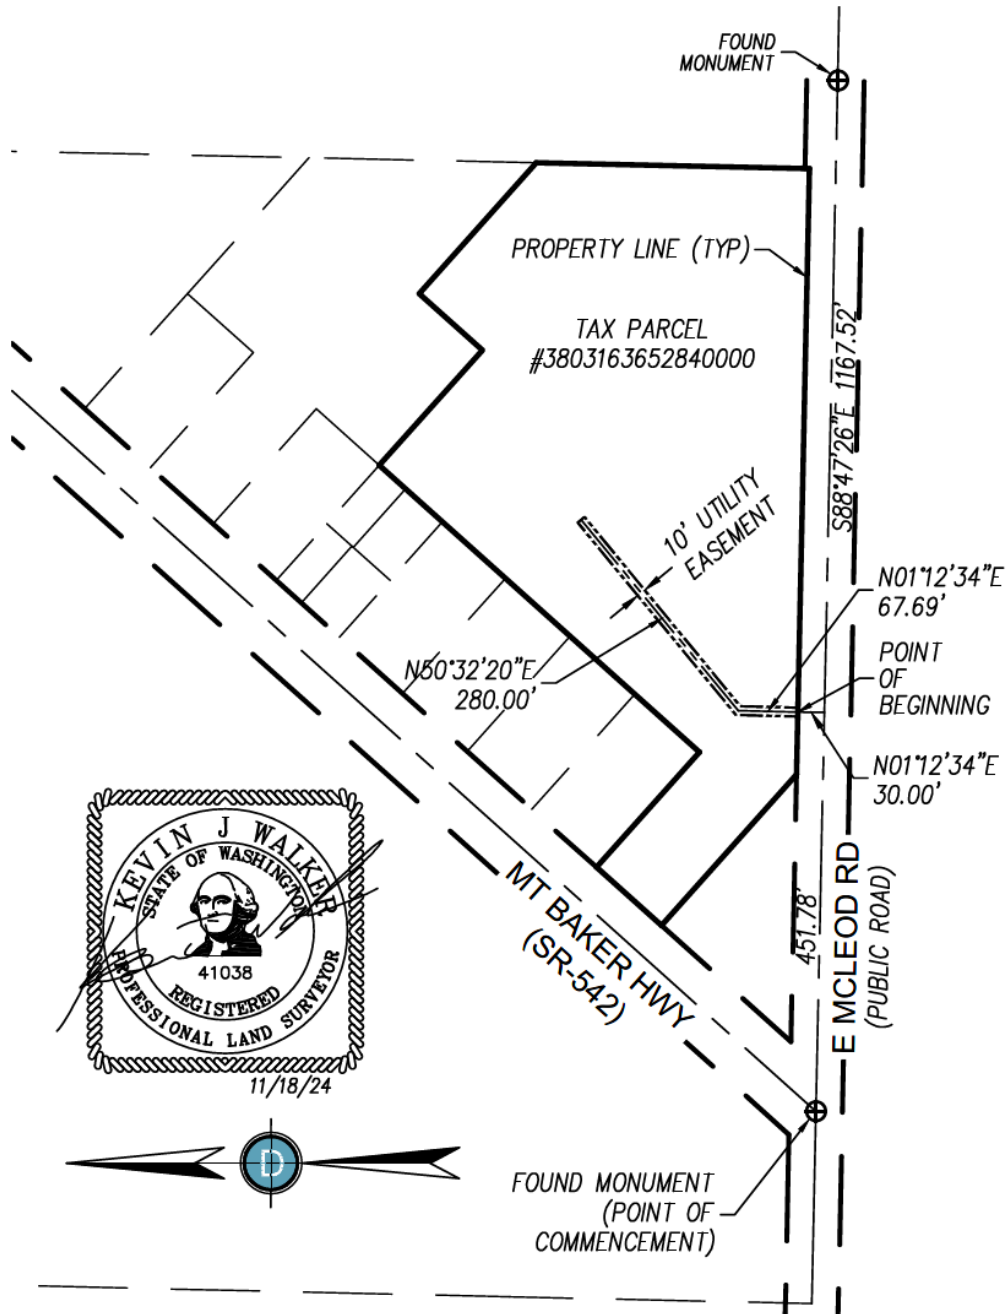 FOUND
MONUMENT
PROPERTY LINE (TYP)
TAX PARCEL
#3803163652840000
S88°47'26"E 1167.52'
10' UTILITY
EASEMENT
N01°12'34"E
67.69'
N50°32'20"E
280.00'
POINT
OF
BEGINNING
N01°12'34"E
30.00'
451.78'
E MCLEOD RD
(PUBLIC ROAD)
MT BAKER HWY
(SR-542)
KEVIN J WALKER
STATE OF WASHINGTON
41038
REGISTERED
PROFESSIONAL LAND SURVEYOR
11/18/24
D
FOUND MONUMENT
(POINT OF
COMMENCEMENT)